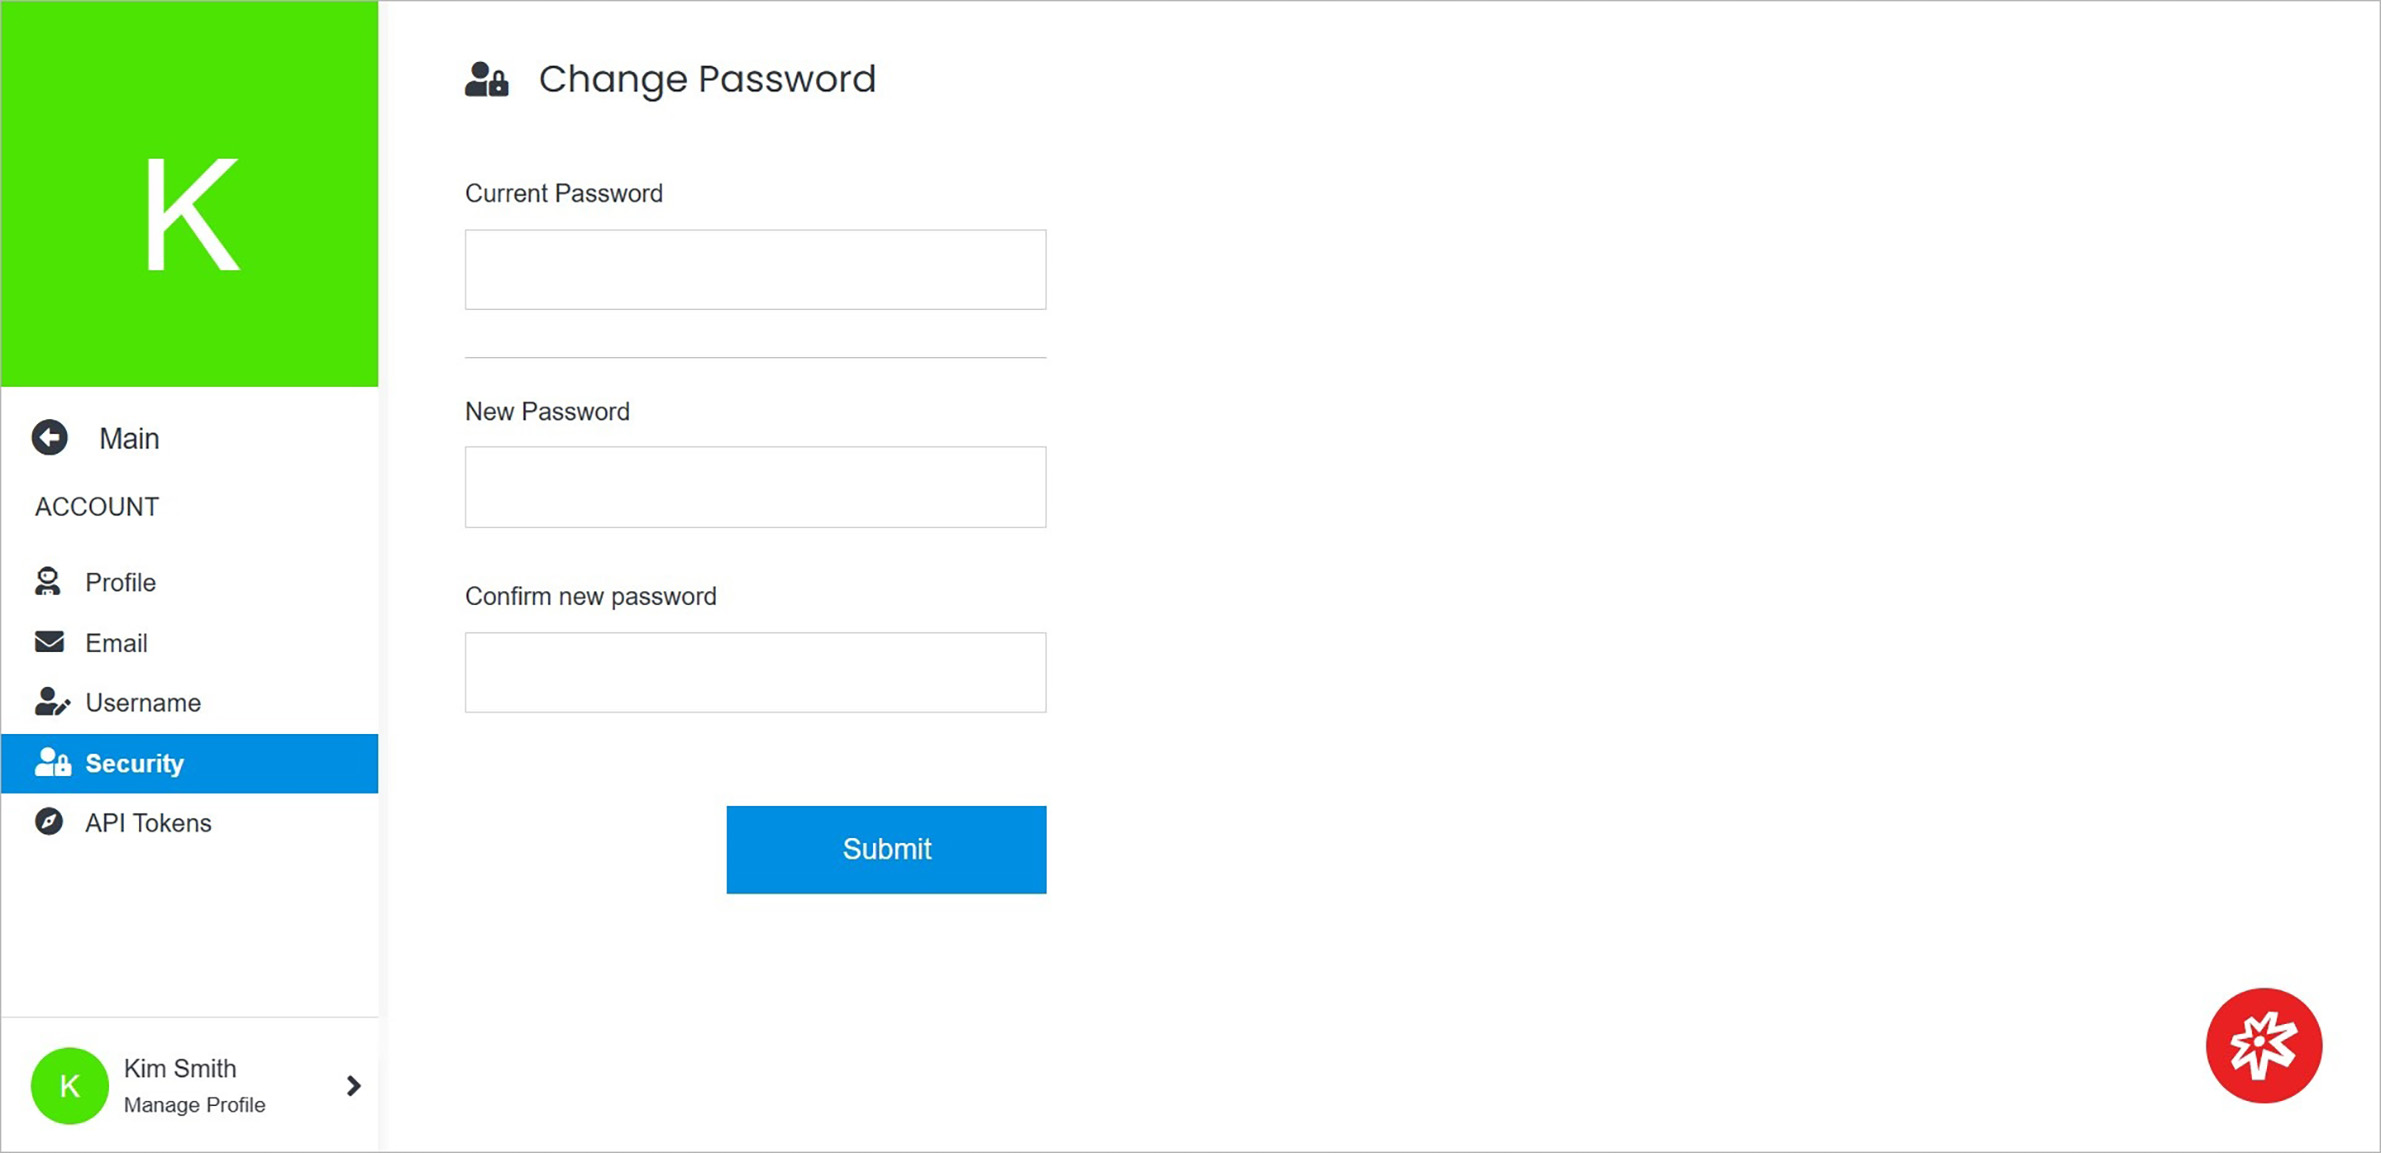 K
Main
ACCOUNT
Profile
Email
Username
Security
API Tokens
K
Kim Smith
Manage Profile
Change Password
Current Password
New Password
Confirm new password
Submit